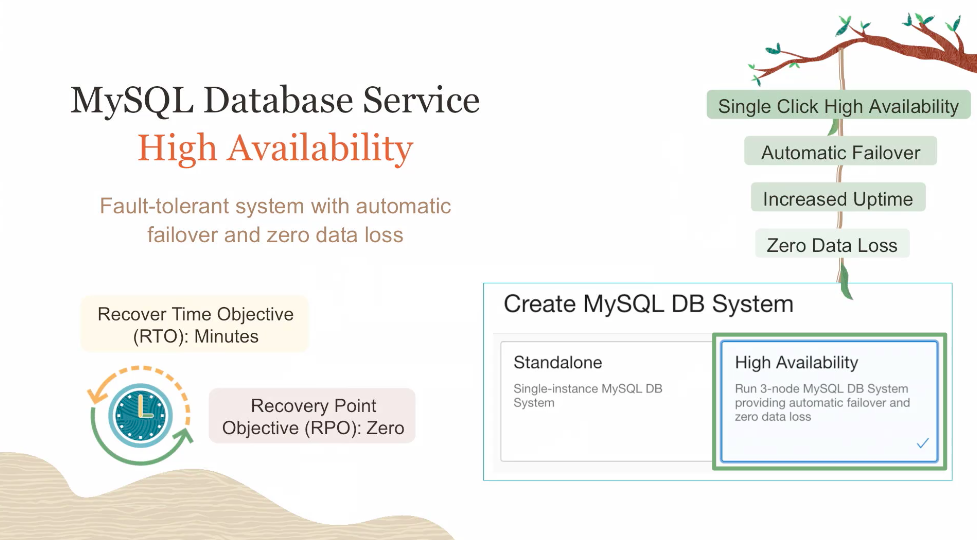 MySQL Database Service
High Availability
Fault-tolerant system with automatic
failover and zero data loss
Single Click High Availability
Automatic Failover
Increased Uptime
Zero Data Loss
Recover Time Objective
(RTO): Minutes
Recovery Point
Objective (RPO): Zero
Create MySQL DB System
Standalone
Single-instance MySQL DB
System
High Availability
Run 3-node MySQL DB System
providing automatic failover and
zero data loss